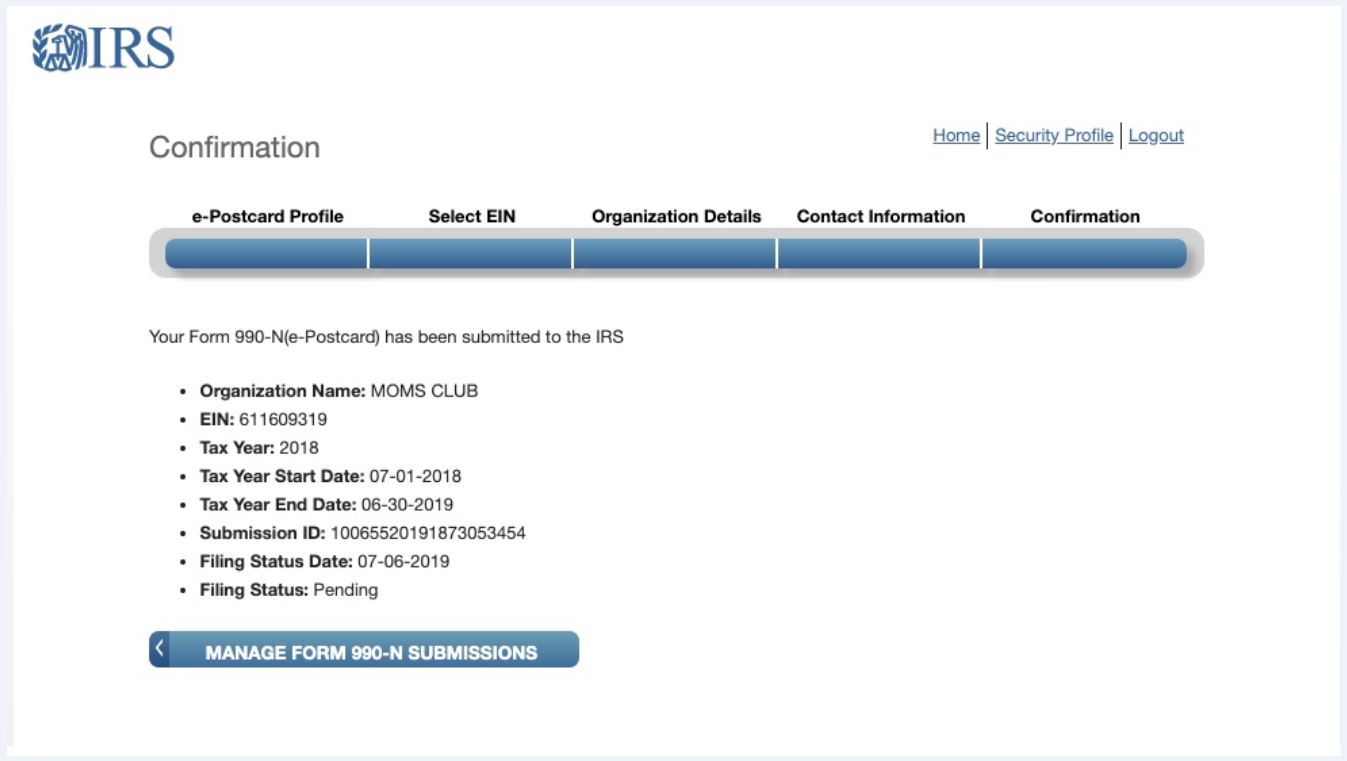 IRS
Home | Security Profile | Logout
Confirmation
e-Postcard Profile Select EIN Organization Details Contact Information Confirmation
Your Form 990-N(e-Postcard) has been submitted to the IRS
• Organization Name: MOMS CLUB
• EIN: 611609319
• Tax Year: 2018
• Tax Year Start Date: 07-01-2018
• Tax Year End Date: 06-30-2019
• Submission ID: 10065520191873053454
• Filing Status Date: 07-06-2019
• Filing Status: Pending
MANAGE FORM 990-N SUBMISSIONS